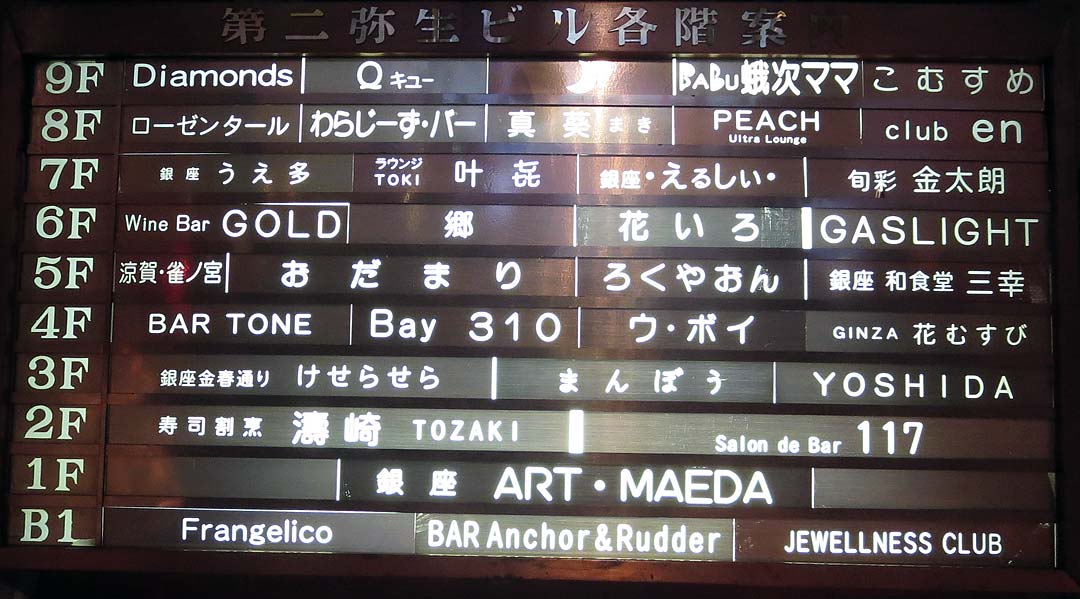 第二弥生ビル各階案内
9F Diamonds Q キュー BABU 蛾次ママ こむすめ
8F ローゼンタール わらじーず・バー 真葵 まき PEACH Ultra Lounge club en
7F 銀座 うえ多 ラウンジ TOKI 叶㐂 銀座・えるしい・ 旬彩 金太朗
6F Wine Bar GOLD 郷 花いろ GASLIGHT
5F 涼賀・雀ノ宮 おだまり ろくやおん 銀座 和食堂 三幸
4F BAR TONE Bay 310 ウ・ボイ GINZA 花むすび
3F 銀座金春通り けせらせら まんぼう YOSHIDA
2F 寿司割烹 濤崎 TOZAKI Salon de Bar 117
1F 銀座 ART・MAEDA
B1 Frangelico BAR Anchor&Rudder JEWELLNESS CLUB